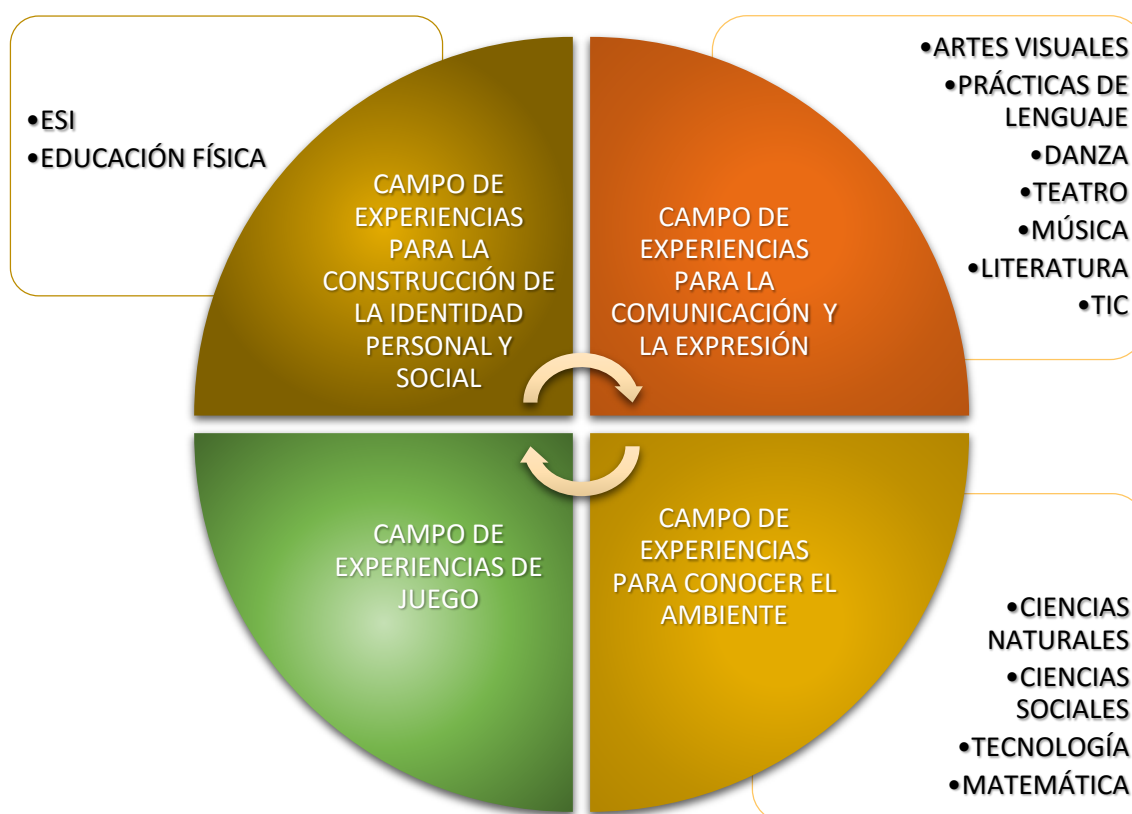 •ESI
•EDUCACIÓN FÍSICA
CAMPO DE
EXPERIENCIAS
PARA LA
CONSTRUCCIÓN DE
LA IDENTIDAD
PERSONAL Y
SOCIAL
CAMPO DE
EXPERIENCIAS
PARA LA
COMUNICACIÓN Y
LA EXPRESIÓN
•ARTES VISUALES
•PRÁCTICAS DE
LENGUAJE
•DANZA
•TEATRO
•MÚSICA
•LITERATURA
•TIC
CAMPO DE
EXPERIENCIAS DE
JUEGO
CAMPO DE
EXPERIENCIAS
PARA CONOCER EL
AMBIENTE
•CIENCIAS
NATURALES
•CIENCIAS
SOCIALES
•TECNOLOGÍA
•MATEMÁTICA